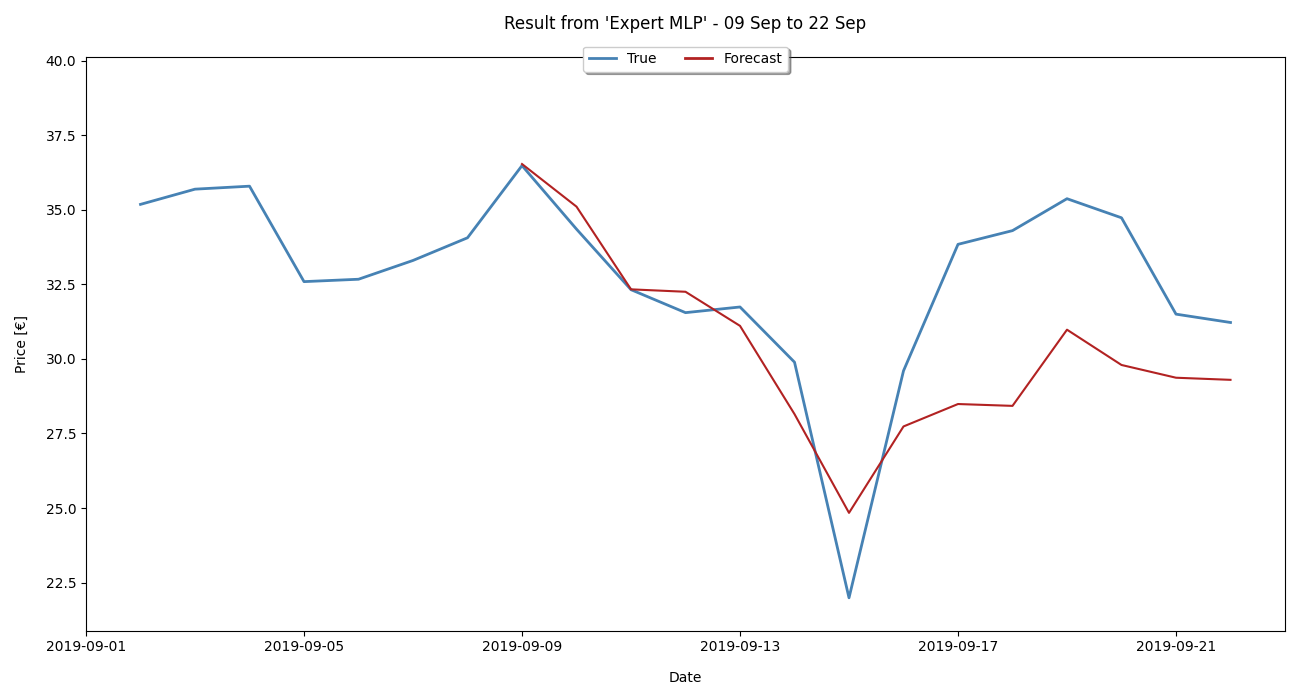 Result from 'Expert MLP' - 09 Sep to 22 Sep
True Forecast
40.0
37.5
35.0
32.5
30.0
27.5
25.0
22.5
Price [€]
2019-09-01 2019-09-05 2019-09-09 2019-09-13 2019-09-17 2019-09-21
Date